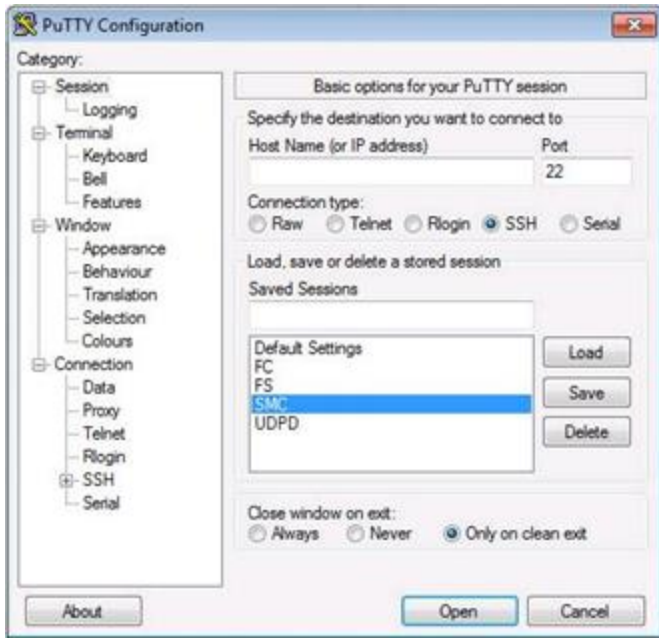 PuTTY Configuration
Category:
Session
Logging
Terminal
Keyboard
Bell
Features
Window
Appearance
Behaviour
Translation
Selection
Colours
Connection
Data
Proxy
Telnet
Rlogin
SSH
Serial
Basic options for your PuTTY session
Specify the destination you want to connect to
Host Name (or IP address) Port
22
Connection type:
Raw Telnet Rlogin SSH Serial
Load, save or delete a stored session
Saved Sessions
Default Settings
FC
FS
SMC
UDPD
Load
Save
Delete
Close window on exit:
Always Never Only on clean exit
About Open Cancel